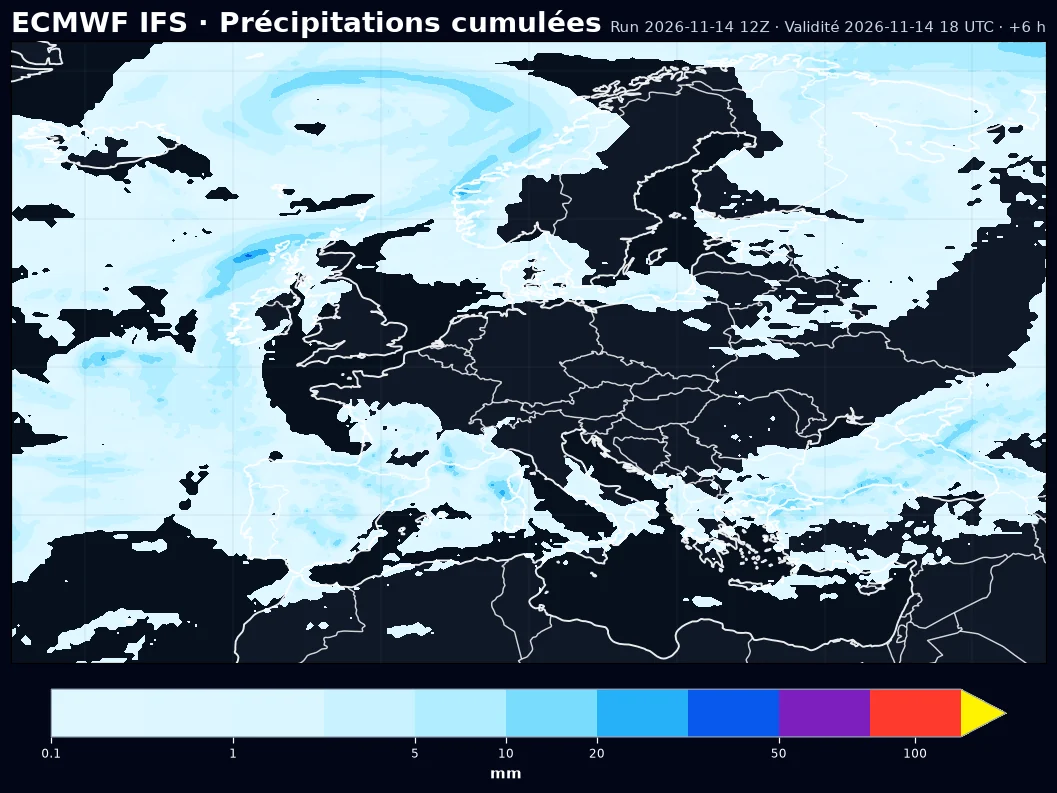 ECMWF IFS · Précipitations cumulées Run 2026-11-14 12Z · Validité 2026-11-14 18 UTC · +6 h
0.1 1 5 10 20 50 100
mm